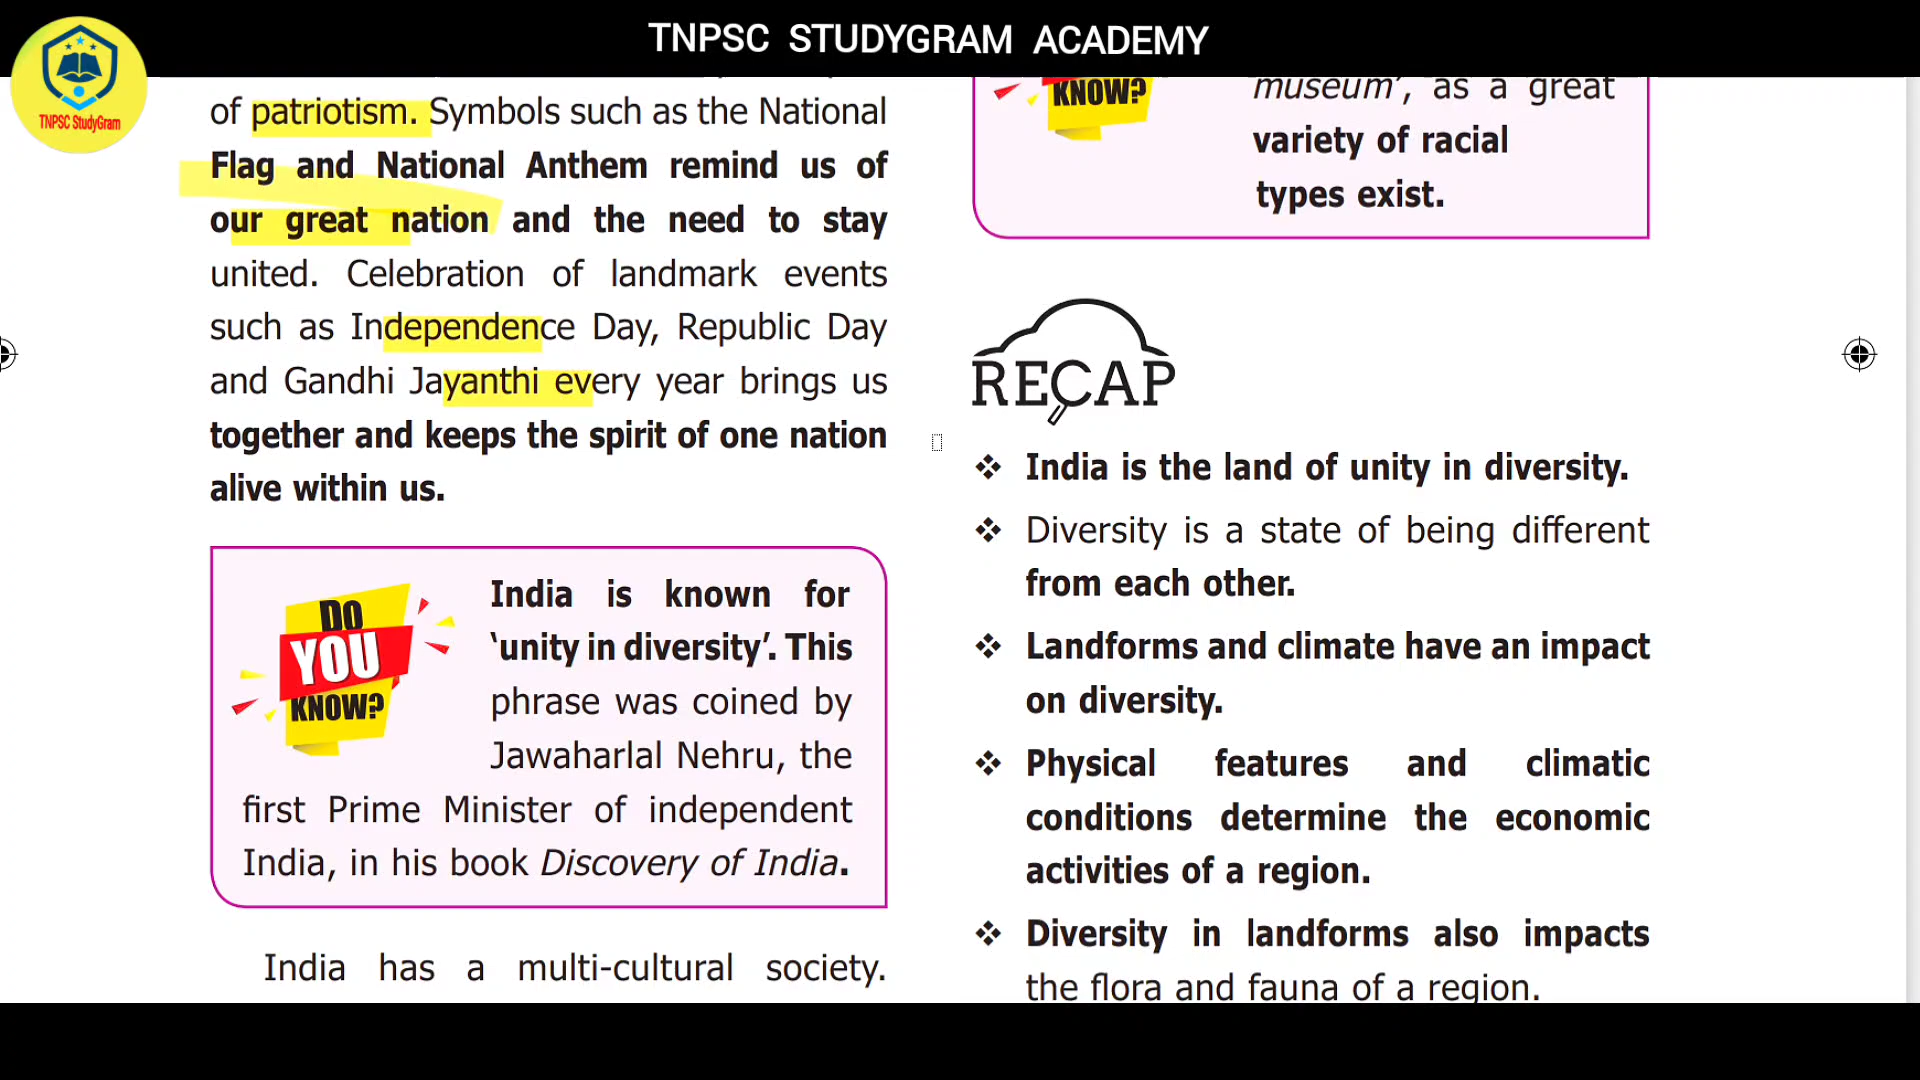 TNPSC STUDYGRAM ACADEMY
TNPSC StudyGram
of patriotism. Symbols such as the National
Flag and National Anthem remind us of
our great nation and the need to stay
united. Celebration of landmark events
such as Independence Day, Republic Day
and Gandhi Jayanthi every year brings us
together and keeps the spirit of one nation
alive within us.
DO
YOU
KNOW?
India is known for
‘unity in diversity’. This
phrase was coined by
Jawaharlal Nehru, the
first Prime Minister of independent
India, in his book Discovery of India.
India has a multi-cultural society.
KNOW?
museum’, as a great
variety of racial
types exist.
RECAP
❖ India is the land of unity in diversity.
❖ Diversity is a state of being different
from each other.
❖ Landforms and climate have an impact
on diversity.
❖ Physical features and climatic
conditions determine the economic
activities of a region.
❖ Diversity in landforms also impacts
the flora and fauna of a region.